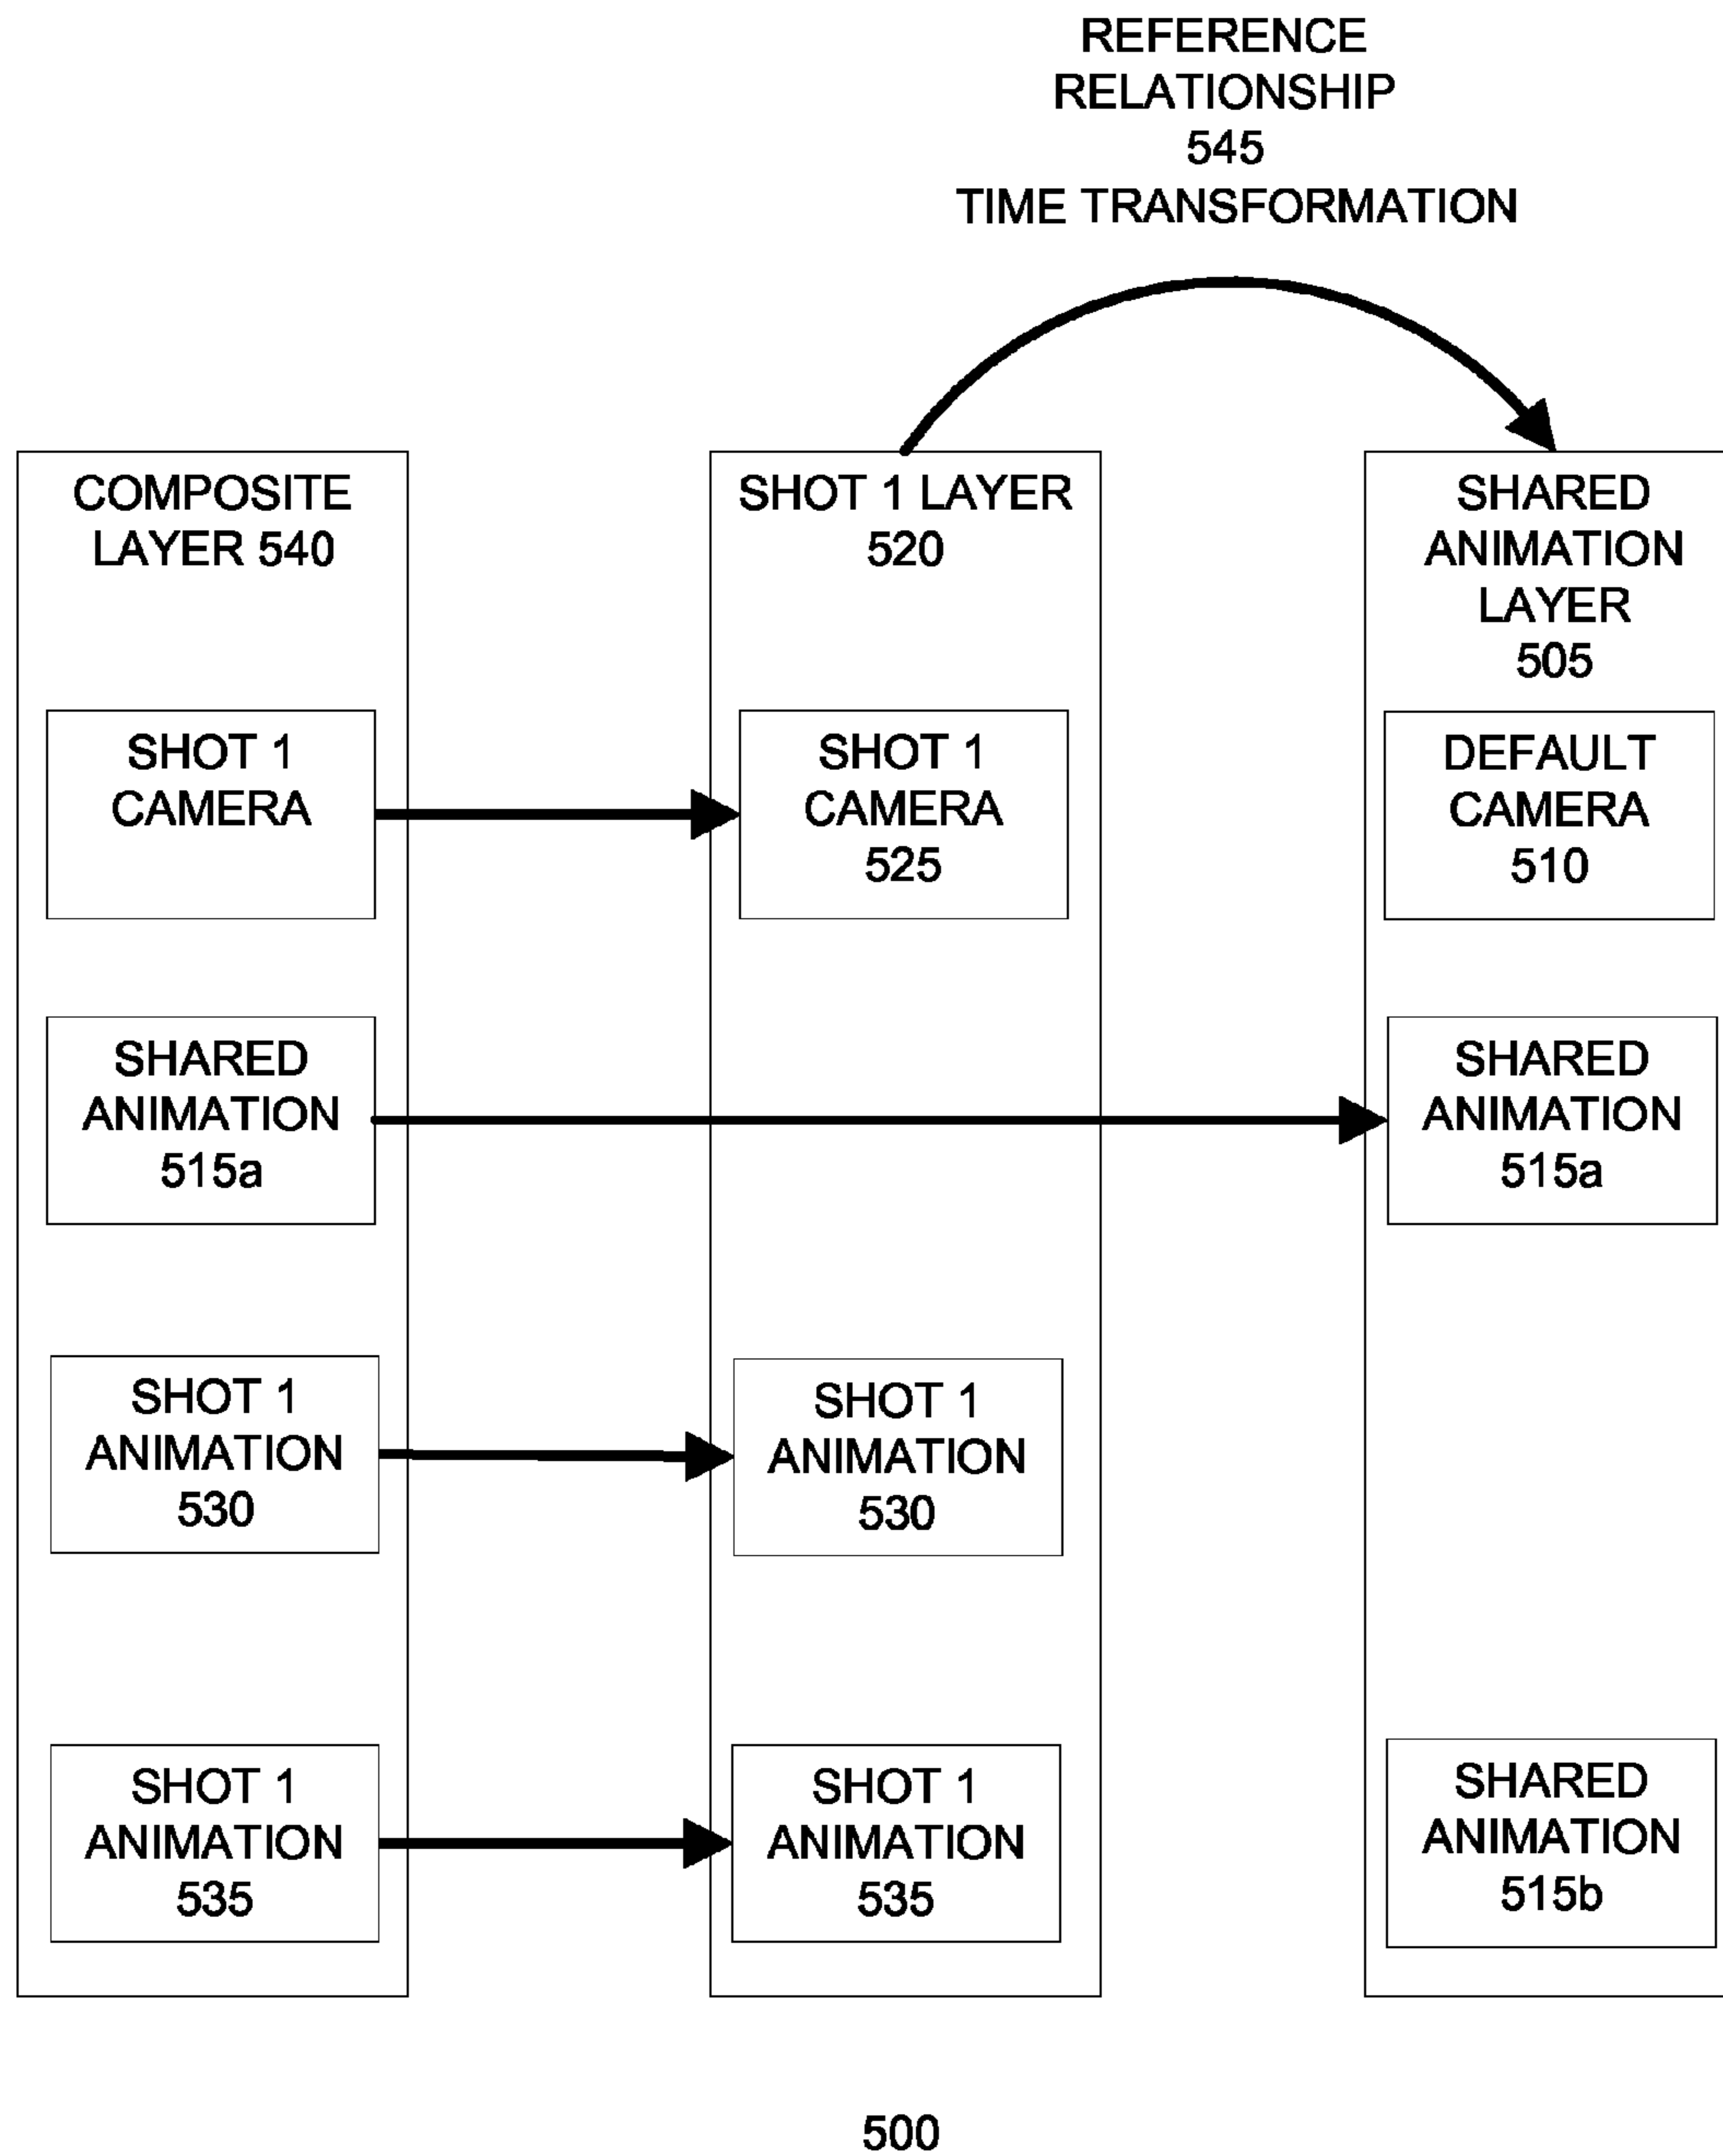 REFERENCE
RELATIONSHIP
545
TIME TRANSFORMATION
COMPOSITE
LAYER 540
SHOT 1
CAMERA
SHARED
ANIMATION
515a
SHOT 1
ANIMATION
530
SHOT 1
ANIMATION
535
SHOT 1 LAYER
520
SHOT 1
CAMERA
525
SHOT 1
ANIMATION
530
SHOT 1
ANIMATION
535
SHARED
ANIMATION
LAYER
505
DEFAULT
CAMERA
510
SHARED
ANIMATION
515a
SHARED
ANIMATION
515b
500